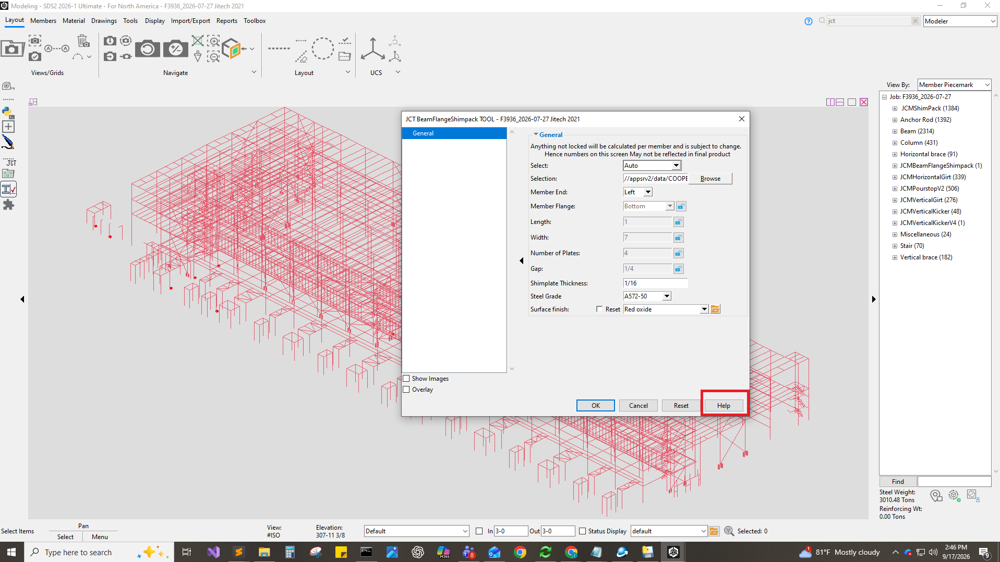 Modeling - SDS2 2026-1 Ultimate - For North America - F3936_2026-07-27 Jitech 2021
Layout Members Material Drawings Tools Display Import/Export Reports Toolbox
jct
Modeler
Views/Grids
Navigate
Layout
UCS
View By: Member Piecemark
JCT
Job: F3936_2026-07-27
JCMShimPack (1384)
Anchor Rod (1392)
Beam (2314)
Column (431)
Horizontal brace (91)
JCMBeamFlangeShimpack (1)
JCMHorizontalGirt (339)
JCMPourstopV2 (506)
JCMVerticalGirt (276)
JCMVerticalKicker (48)
JCMVerticalKickerV4 (1)
Miscellaneous (24)
Stair (70)
Vertical brace (182)
JCT BeamFlangeShimpack TOOL - F3936_2026-07-27 Jitech 2021
General
General
Anything not locked will be calculated per member and is subject to change.
Hence numbers on this screen May not be reflected in final product
Select: Auto
Selection: //appsrv2/data/COOPE Browse
Member End: Left
Member Flange: Bottom
Length: 1
Width: 7
Number of Plates: 4
Gap: 1/4
Shimplate Thickness: 1/16
Steel Grade A572-50
Surface finish: Reset Red oxide
Show Images
Overlay
OK Cancel Reset Help
Find
Steel Weight:
3010.48 Tons
Reinforcing Wt:
0.00 Tons
Select Items
Pan
Select Menu
View:
#ISO
Elevation:
307-11 3/8
Default
In 3-0 Out 3-0
Status Display default
Selected: 0
Type here to search
M365
8
1
81°F Mostly cloudy
2:46 PM
9/17/2026
9